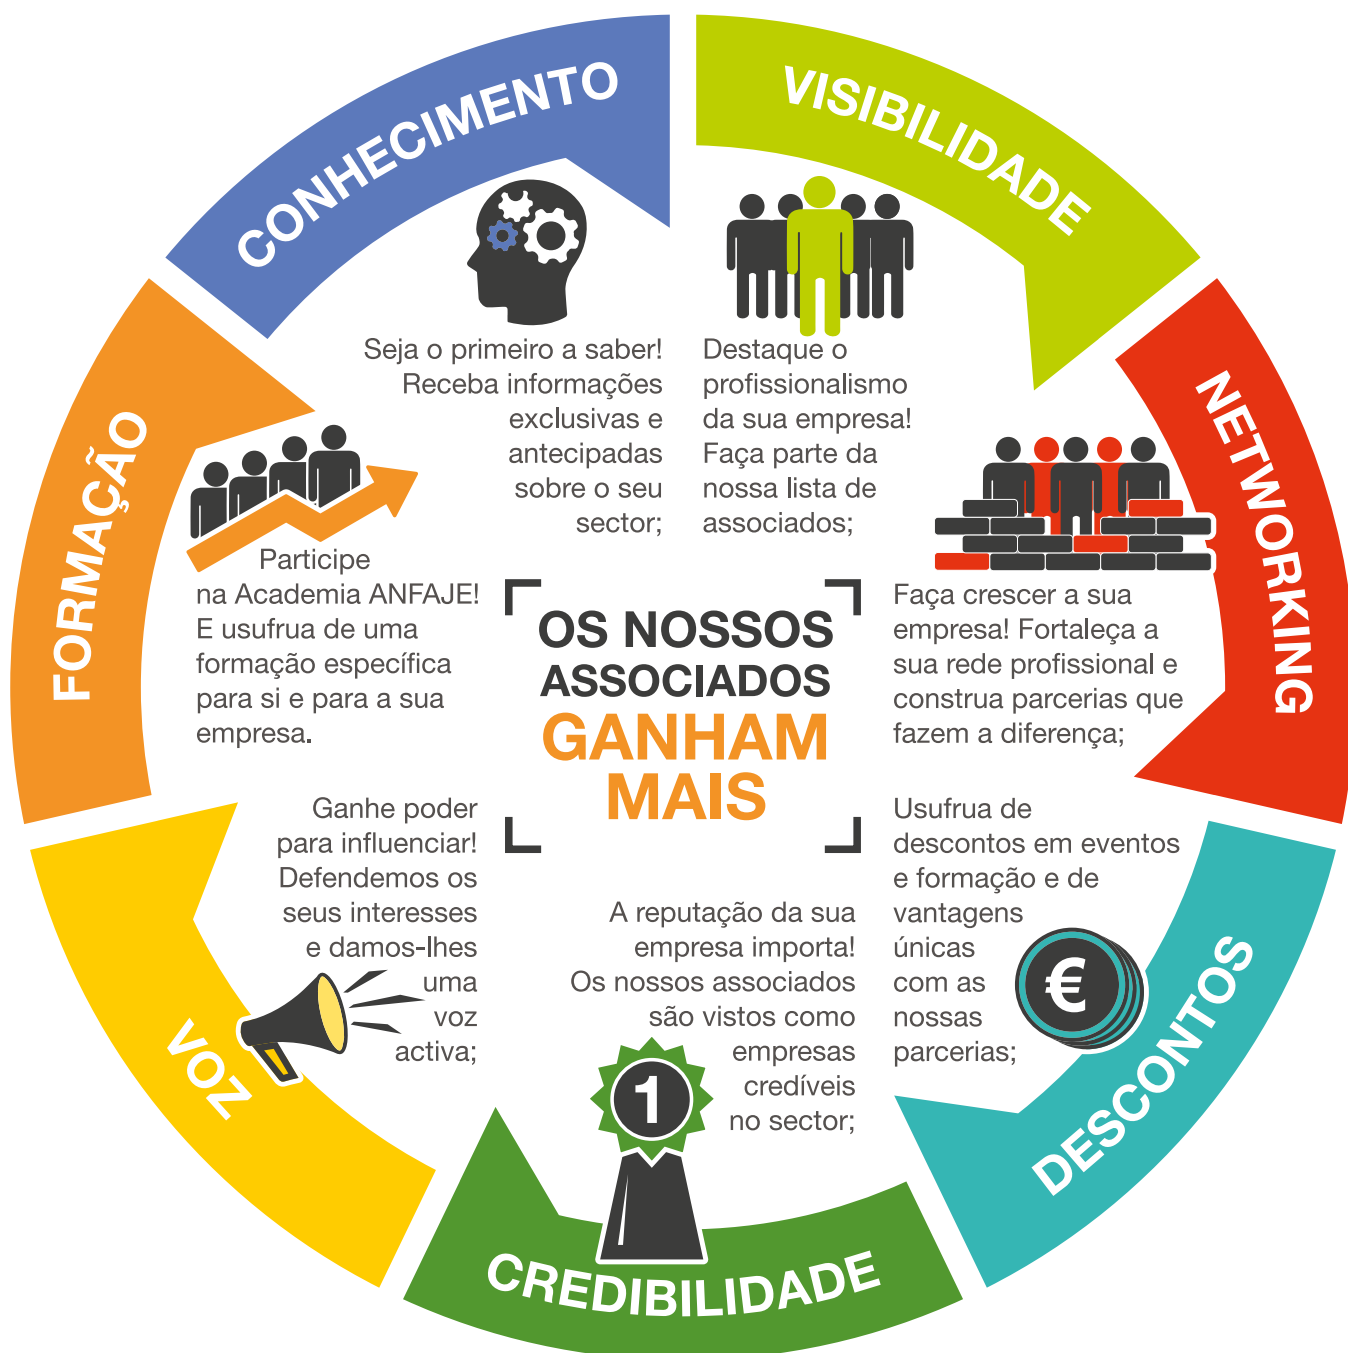 CONHECIMENTO
Seja o primeiro a saber!
Receba informações
exclusivas e
antecipadas
sobre o seu
sector;
VISIBILIDADE
Destaque o
profissionalismo
da sua empresa!
Faça parte da
nossa lista de
associados;
NETWORKING
Faça crescer a sua
empresa! Fortaleça a
sua rede profissional e
construa parcerias que
fazem a diferença;
DESCONTOS
Usufrua de
descontos em eventos
e formação e de
vantagens
únicas
com as
nossas
parcerias;
€
CREDIBILIDADE
A reputação da sua
empresa importa!
Os nossos associados
são vistos como
empresas
credíveis
no sector;
1
VOZ
Ganhe poder
para influenciar!
Defendemos os
seus interesses
e damos-lhes
uma
voz
activa;
FORMAÇÃO
Participe
na Academia ANFAJE!
E usufrua de uma
formação específica
para si e para a sua
empresa.
OS NOSSOS
ASSOCIADOS
GANHAM
MAIS